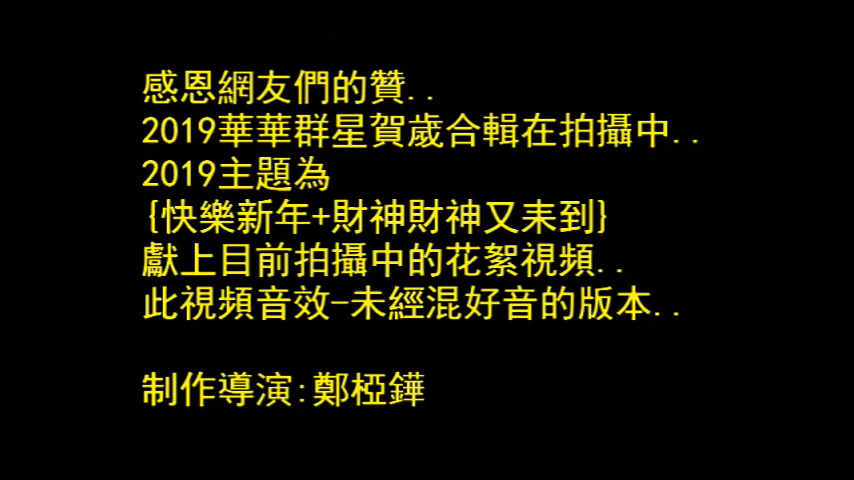 感恩網友們的贊..
2019華華群星賀歲合輯在拍攝中..
2019主題為
{快樂新年+財神財神又耒到}
獻上目前拍攝中的花絮視頻..
此視頻音效-未經混好音的版本..
制作導演:鄭椏鏵